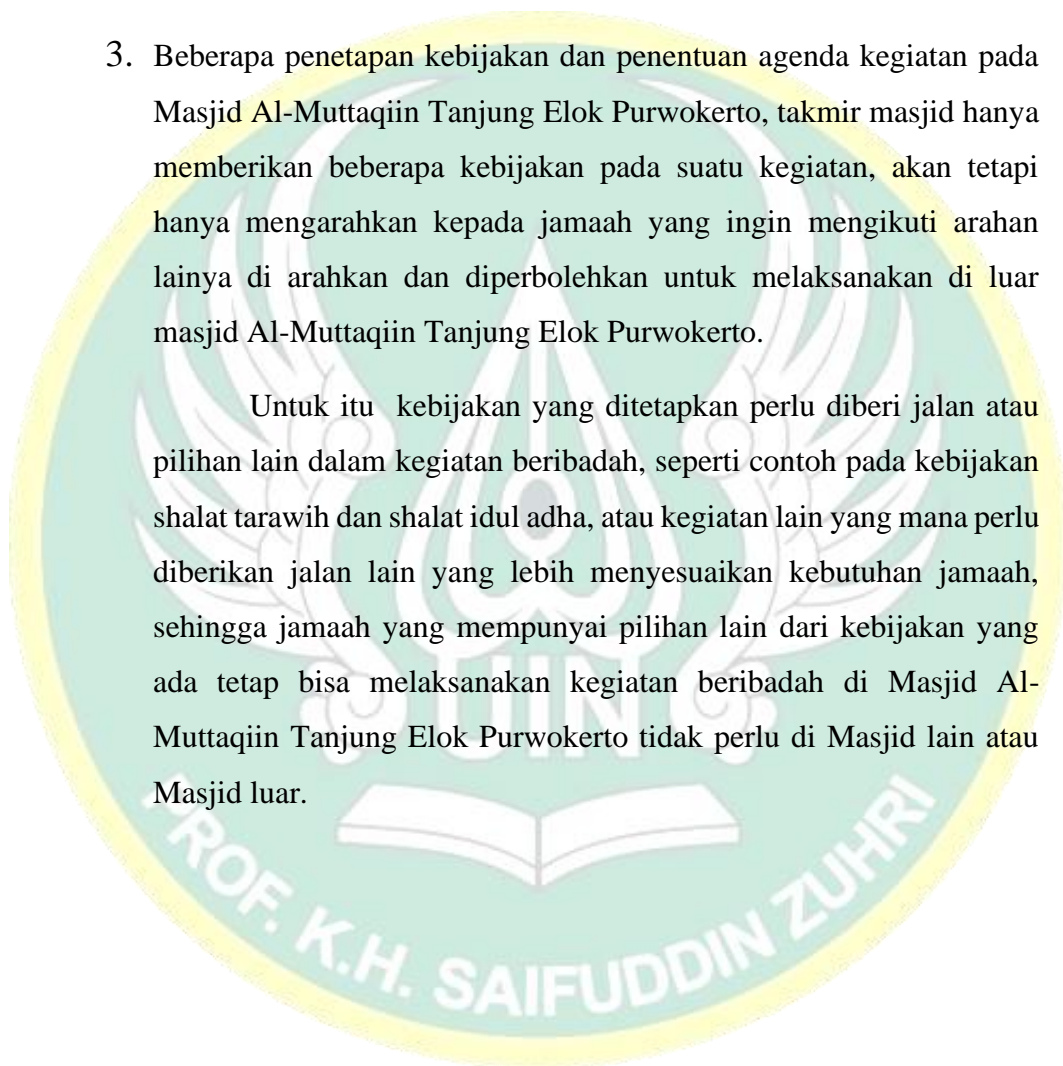 3. Beberapa penetapan kebijakan dan penentuan agenda kegiatan pada
Masjid Al-Muttaqiin Tanjung Elok Purwokerto, takmir masjid hanya
memberikan beberapa kebijakan pada suatu kegiatan, akan tetapi
hanya mengarahkan kepada jamaah yang ingin mengikuti arahan
lainya di arahkan dan diperbolehkan untuk melaksanakan di luar
masjid Al-Muttaqiin Tanjung Elok Purwokerto.
Untuk itu kebijakan yang ditetapkan perlu diberi jalan atau
pilihan lain dalam kegiatan beribadah, seperti contoh pada kebijakan
shalat tarawih dan shalat idul adha, atau kegiatan lain yang mana perlu
diberikan jalan lain yang lebih menyesuaikan kebutuhan jamaah,
sehingga jamaah yang mempunyai pilihan lain dari kebijakan yang
ada tetap bisa melaksanakan kegiatan beribadah di Masjid Al-
Muttaqiin Tanjung Elok Purwokerto tidak perlu di Masjid lain atau
Masjid luar.
UIN
PROF. K.H. SAIFUDDIN ZUHRI